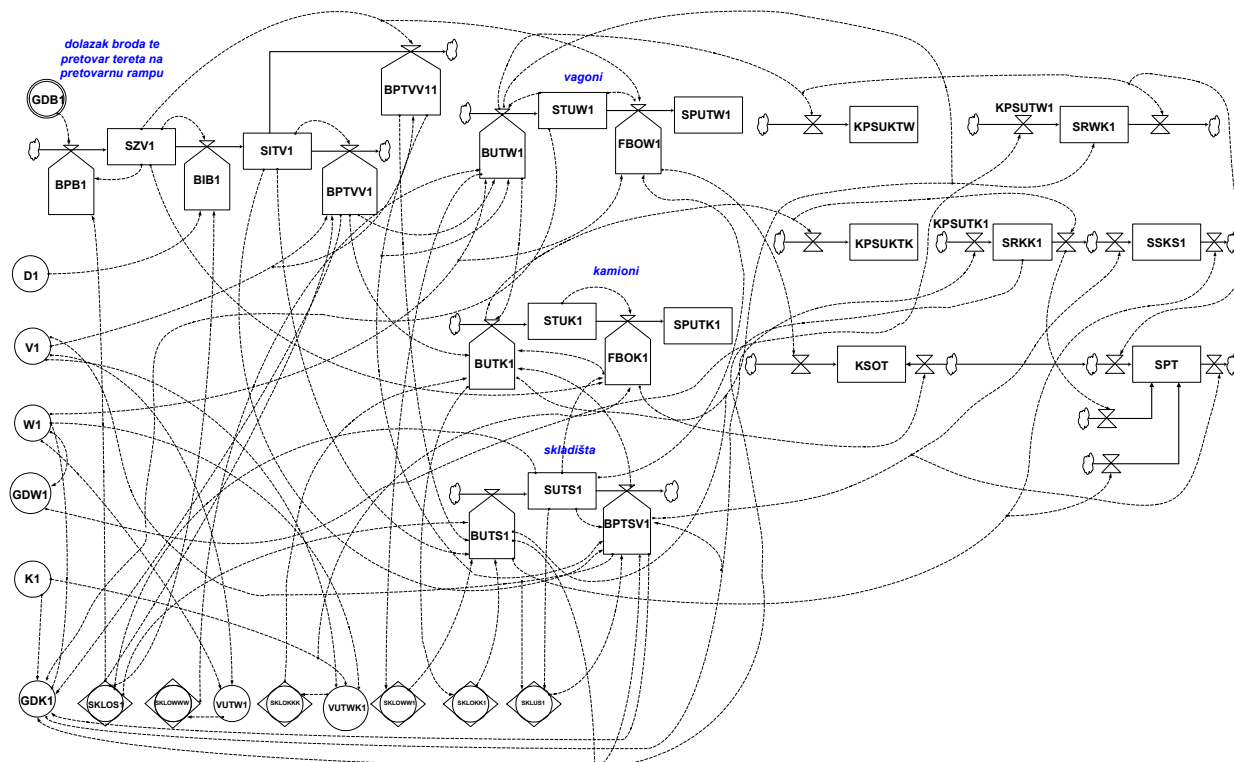 dolazak broda te
pretovar tereta na
pretovarnu rampu
vagoni
GDB1
BPTVV11
STUW1
SPUTW1
KPSUKTW
KPSUTW1
SRWK1
SZV1
SITV1
BUTW1
FBOW1
BPB1
BIB1
BPTVV1
KPSUTK1
KPSUKTK
SRKK1
SSKS1
D1
kamioni
STUK1
SPUTK1
V1
BUTK1
FBOK1
KSOT
SPT
W1
skladišta
GDW1
SUTS1
BUTS1
BPTSV1
K1
GDK1
SKLOS1
SKLOWWW
VUTW1
SKLOKKK
VUTWK1
SKLOWW1
SKLOKK1
SKLUS1